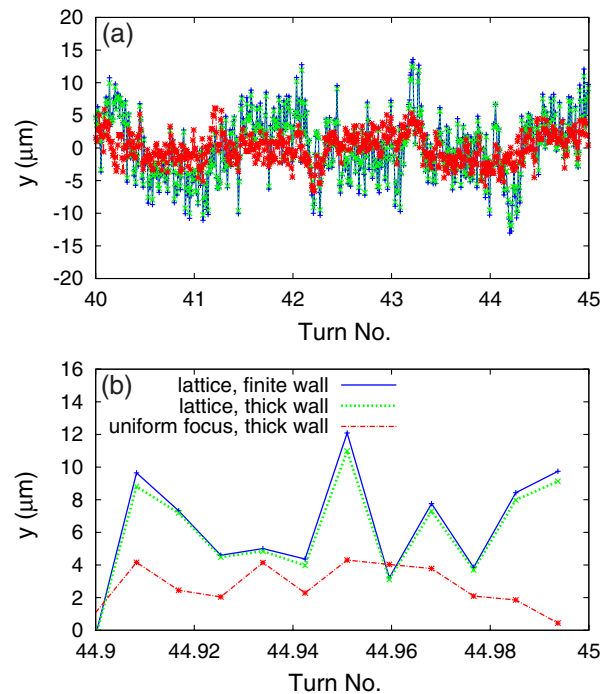 (a)
y (μm)
20
15
10
5
0
-5
-10
-15
-20
40 41 42 43 44 45
Turn No.
(b)
lattice, finite wall
lattice, thick wall
uniform focus, thick wall
y (μm)
16
14
12
10
8
6
4
2
0
44.9 44.92 44.94 44.96 44.98 45
Turn No.